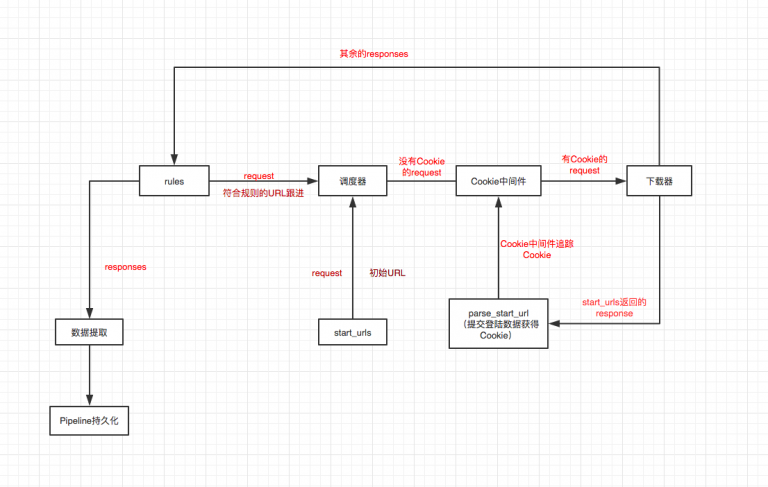 其余的responses
没有Cookie
的request
有Cookie的
request
rules
request
符合规则的URL跟进
调度器
Cookie中间件
下载器
Cookie中间件追踪
Cookie
responses
request
初始URL
start_urls返回的
response
数据提取
start_urls
parse_start_url
（提交登陆数据获得
Cookie）
Pipeline持久化